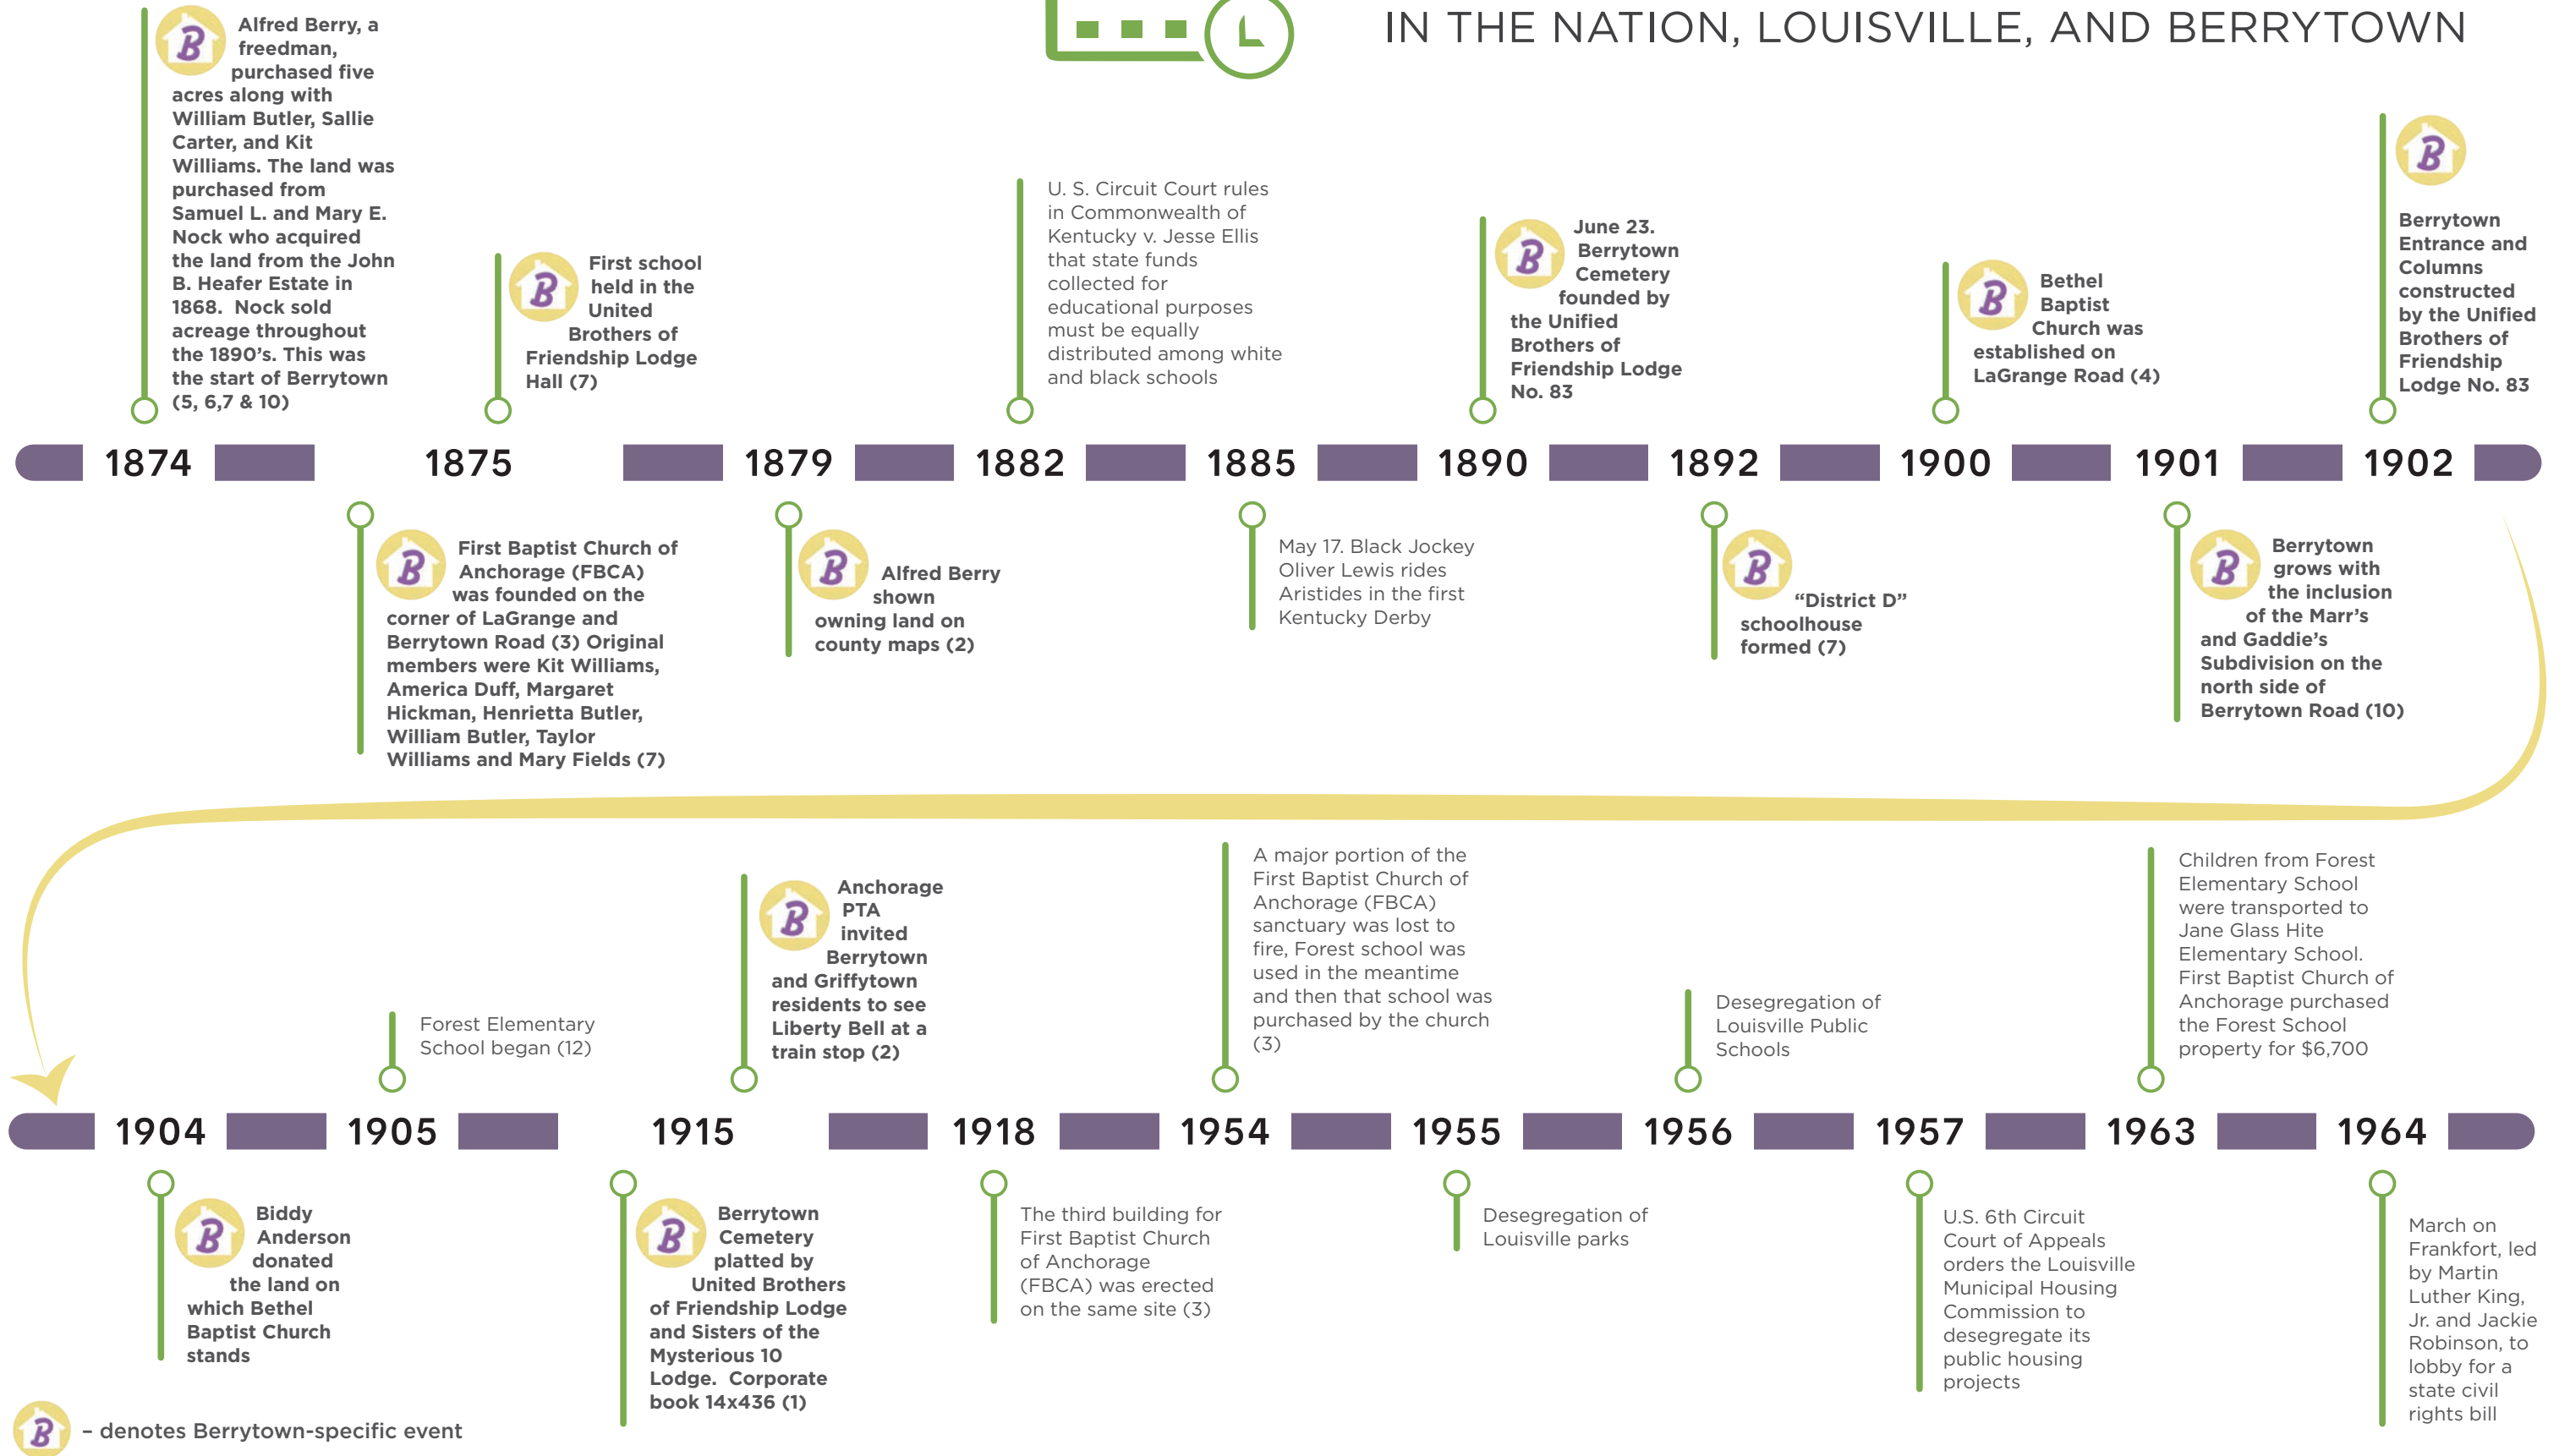 IN THE NATION, LOUISVILLE, AND BERRYTOWN
B
Alfred Berry, a
freedman,
purchased five
acres along with
William Butler, Sallie
Carter, and Kit
Williams. The land was
purchased from
Samuel L. and Mary E.
Nock who acquired
the land from the John
B. Heafer Estate in
1868. Nock sold
acreage throughout
the 1890's. This was
the start of Berrytown
(5, 6,7 & 10)
B
First school
held in the
United
Brothers of
Friendship Lodge
Hall (7)
U. S. Circuit Court rules
in Commonwealth of
Kentucky v. Jesse Ellis
that state funds
collected for
educational purposes
must be equally
distributed among white
and black schools
B
June 23.
Berrytown
Cemetery
founded by
the Unified
Brothers of
Friendship Lodge
No. 83
B
Bethel
Baptist
Church was
established on
LaGrange Road (4)
B
Berrytown
Entrance and
Columns
constructed
by the Unified
Brothers of
Friendship
Lodge No. 83
1874 1875 1879 1882 1885 1890 1892 1900 1901 1902
B
First Baptist Church of
Anchorage (FBCA)
was founded on the
corner of LaGrange and
Berrytown Road (3) Original
members were Kit Williams,
America Duff, Margaret
Hickman, Henrietta Butler,
William Butler, Taylor
Williams and Mary Fields (7)
B
Alfred Berry
shown
owning land on
county maps (2)
May 17. Black Jockey
Oliver Lewis rides
Aristides in the first
Kentucky Derby
B
“District D”
schoolhouse
formed (7)
B
Berrytown
grows with
the inclusion
of the Marr's
and Gaddie's
Subdivision on the
north side of
Berrytown Road (10)
Forest Elementary
School began (12)
B
Anchorage
PTA
invited
Berrytown
and Griffytown
residents to see
Liberty Bell at a
train stop (2)
A major portion of the
First Baptist Church of
Anchorage (FBCA)
sanctuary was lost to
fire, Forest school was
used in the meantime
and then that school was
purchased by the church
(3)
Desegregation of
Louisville Public
Schools
Children from Forest
Elementary School
were transported to
Jane Glass Hite
Elementary School.
First Baptist Church of
Anchorage purchased
the Forest School
property for $6,700
1904 1905 1915 1918 1954 1955 1956 1957 1963 1964
B
Biddy
Anderson
donated
the land on
which Bethel
Baptist Church
stands
B
Berrytown
Cemetery
platted by
United Brothers
of Friendship Lodge
and Sisters of the
Mysterious 10
Lodge. Corporate
book 14x436 (1)
The third building for
First Baptist Church
of Anchorage
(FBCA) was erected
on the same site (3)
Desegregation of
Louisville parks
U.S. 6th Circuit
Court of Appeals
orders the Louisville
Municipal Housing
Commission to
desegregate its
public housing
projects
March on
Frankfort, led
by Martin
Luther King,
Jr. and Jackie
Robinson, to
lobby for a
state civil
rights bill
B – denotes Berrytown-specific event